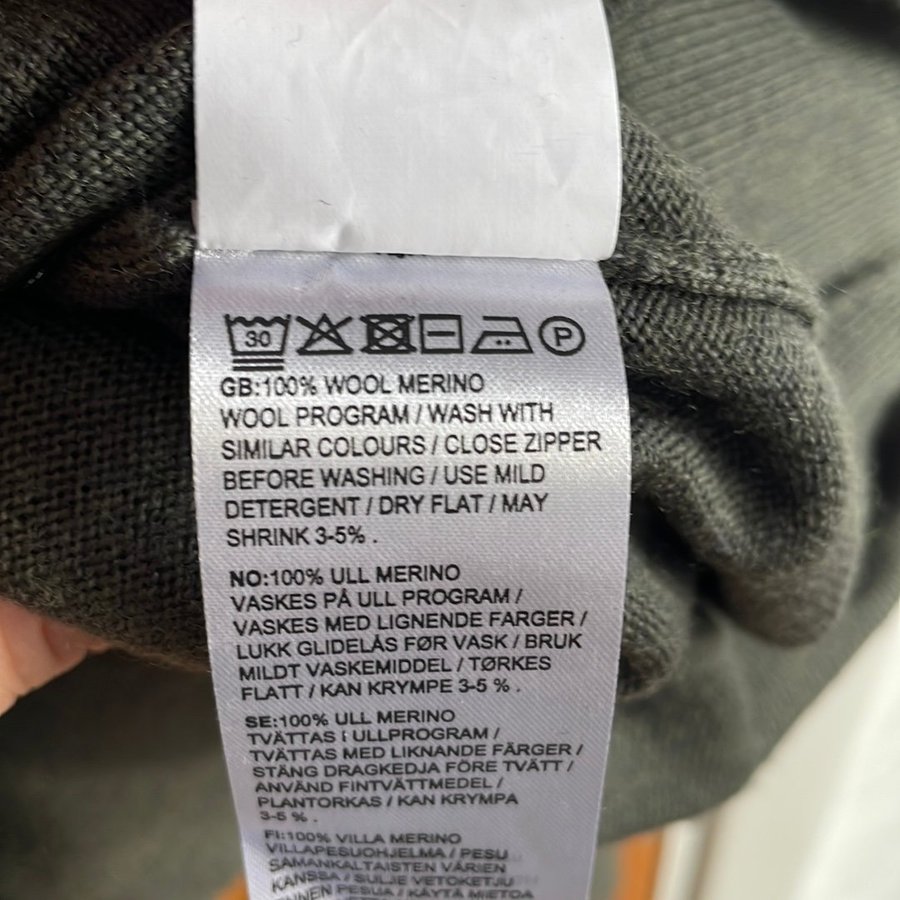 30 P
GB:100% WOOL MERINO
WOOL PROGRAM / WASH WITH
SIMILAR COLOURS / CLOSE ZIPPER
BEFORE WASHING / USE MILD
DETERGENT / DRY FLAT / MAY
SHRINK 3-5% .
NO:100% ULL MERINO
VASKES PÅ ULL PROGRAM /
VASKES MED LIGNENDE FARGER /
LUKK GLIDELÅS FØR VASK / BRUK
MILDT VASKEMIDDEL / TØRKES
FLATT / KAN KRYMPE 3-5 % .
SE:100% ULL MERINO
TVÄTTAS I ULLPROGRAM /
TVÄTTAS MED LIKNANDE FÄRGER /
STÄNG DRAGKEDJA FÖRE TVÄTT /
ANVÄND FINTVÄTTMEDEL /
PLANTORKAS / KAN KRYMPA
3-5 % .
FI:100% VILLA MERINO
VILLAPESUOHJELMA / PESU
SAMANKALTAISTEN VÄRIEN
KANSSA / SULJE VETOKETJU
PESUA / KÄYTÄ MIETOA